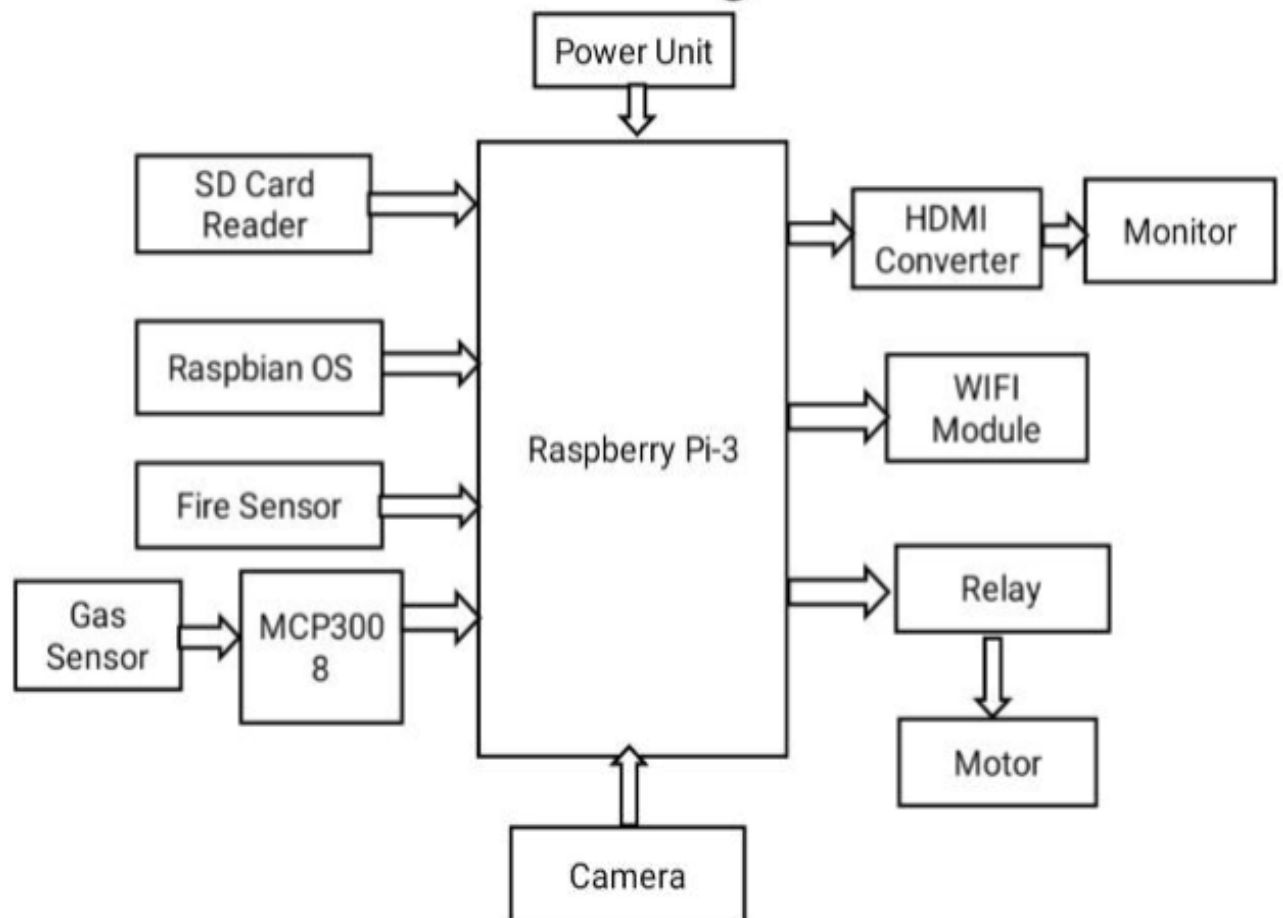 Power Unit
SD Card
Reader
HDMI
Converter
Monitor
Raspbian OS
WIFI
Module
Raspberry Pi-3
Fire Sensor
Gas
Sensor
MCP300
8
Relay
Motor
Camera